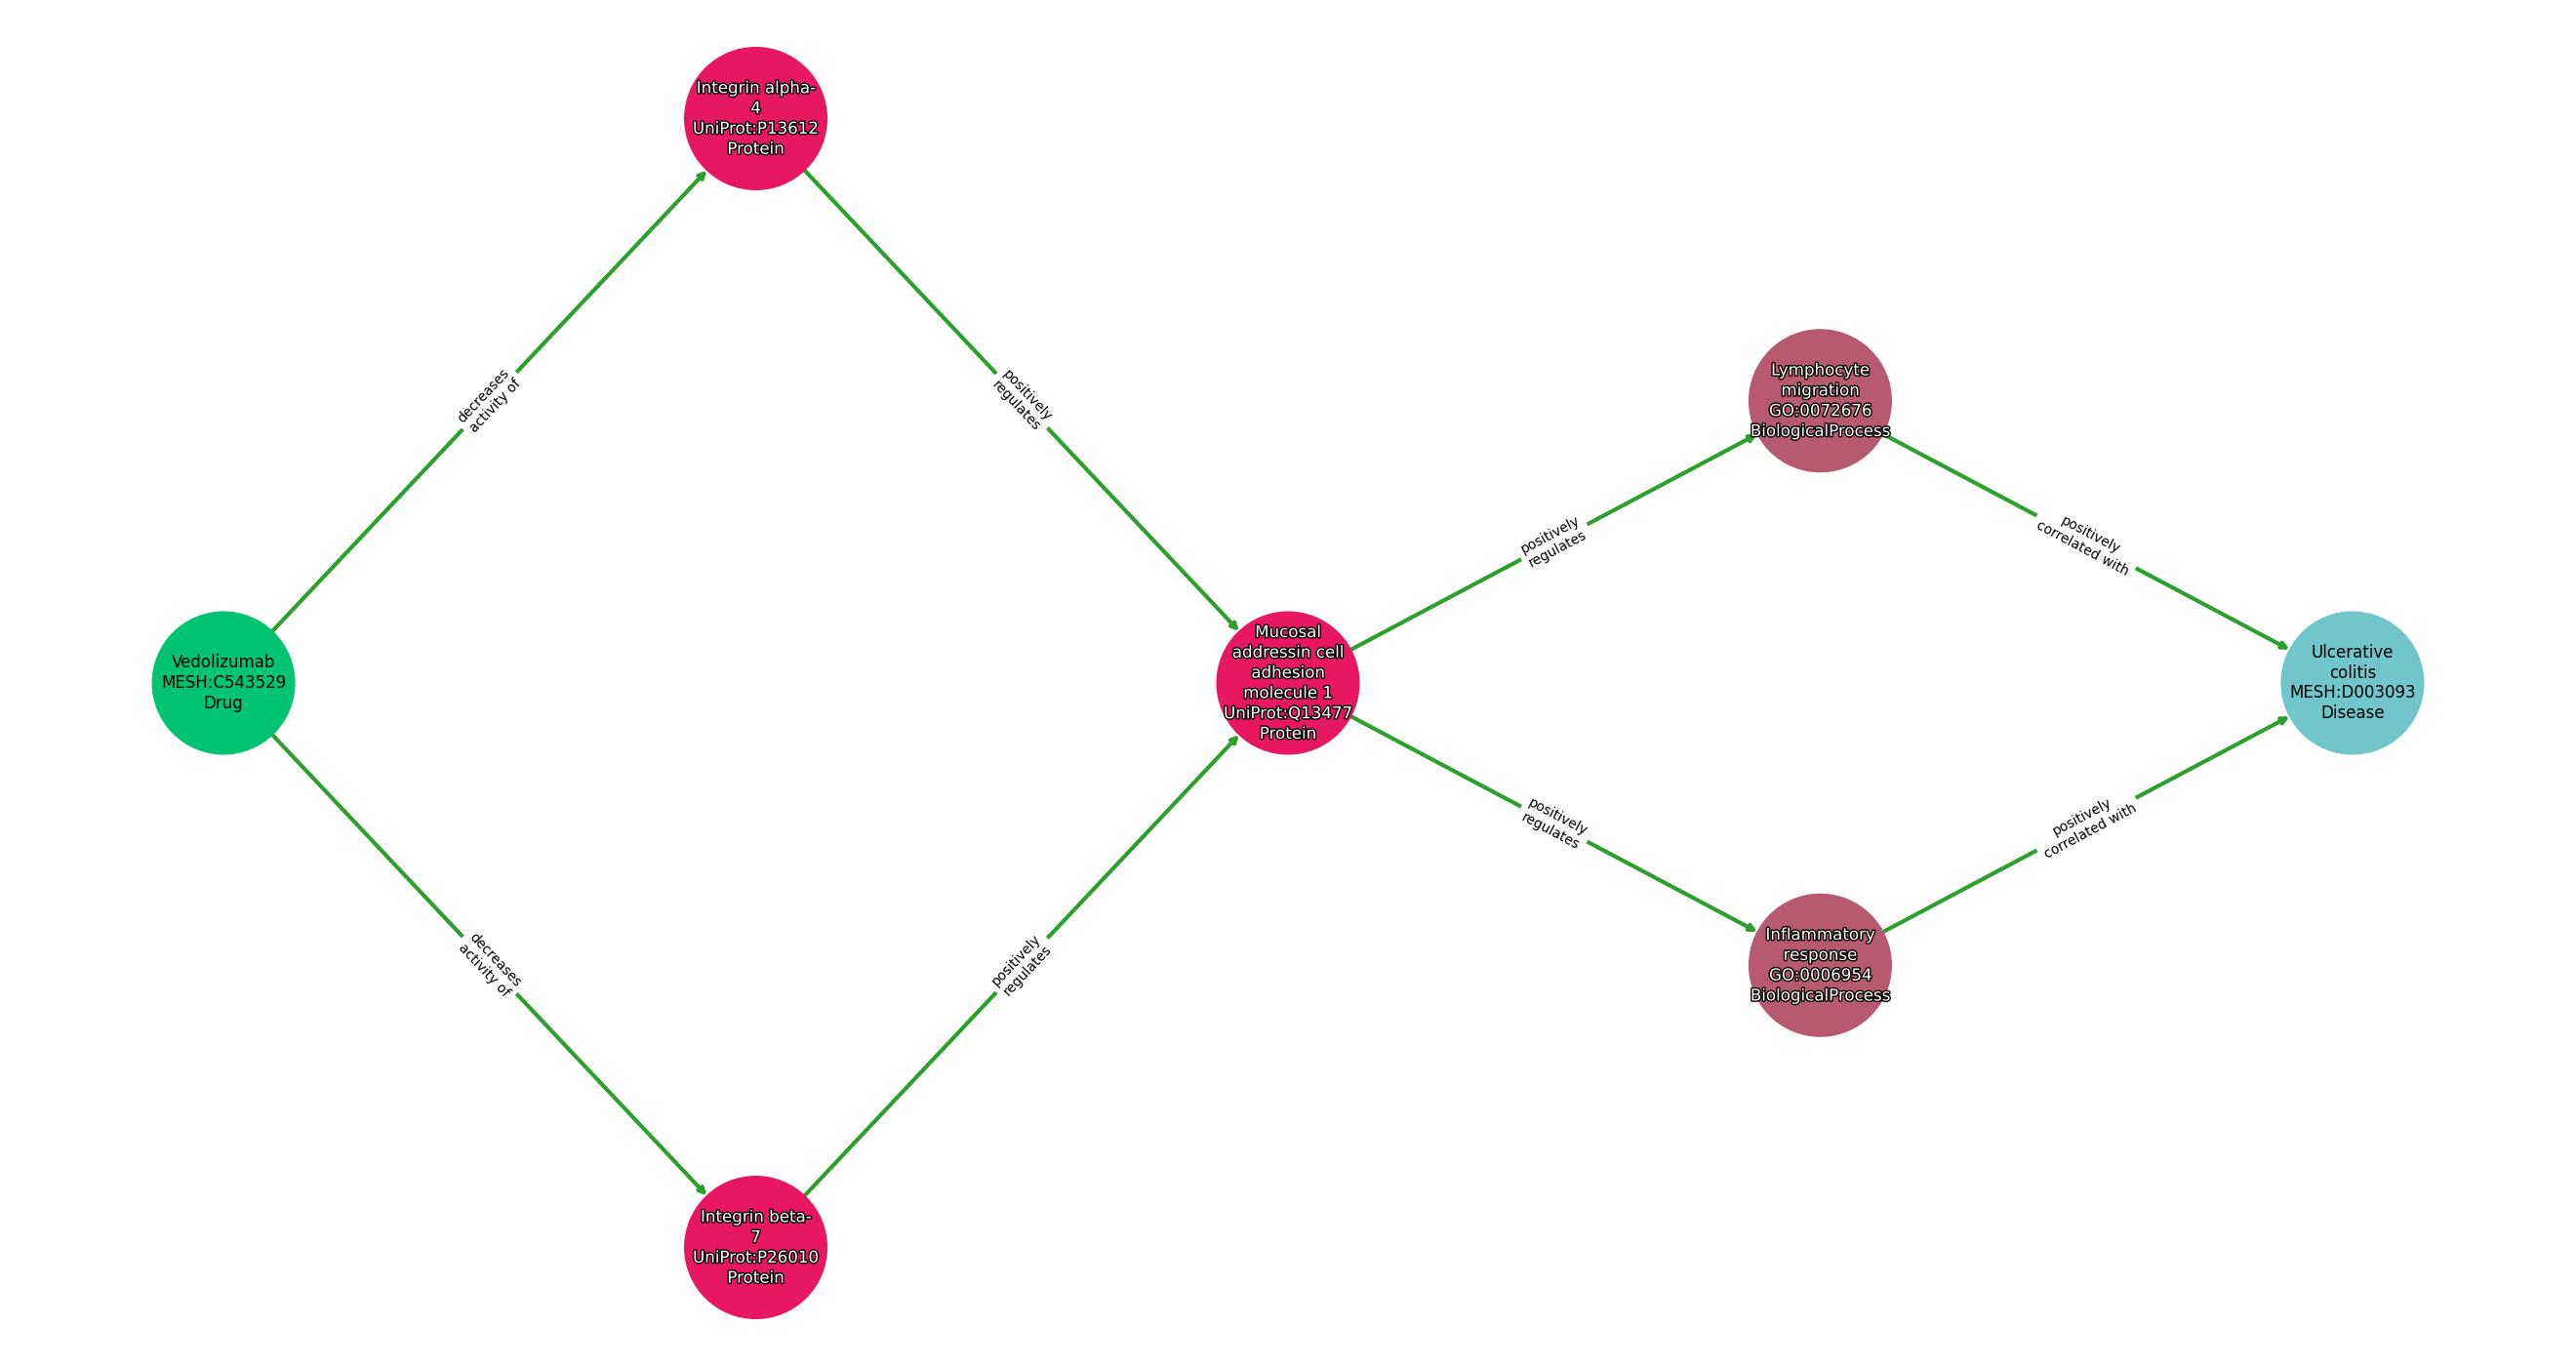 Integrin alpha-
4
UniProt:P13612
Protein
decreases
activity of
positively
regulates
Lymphocyte
migration
GO:0072676
BiologicalProcess
positively
regulates
positively
correlated with
Vedolizumab
MESH:C543529
Drug
Mucosal
addressin cell
adhesion
molecule 1
UniProt:Q13477
Protein
Ulcerative
colitis
MESH:D003093
Disease
positively
regulates
positively
correlated with
decreases
activity of
positively
regulates
Inflammatory
response
GO:0006954
BiologicalProcess
Integrin beta-
7
UniProt:P26010
Protein